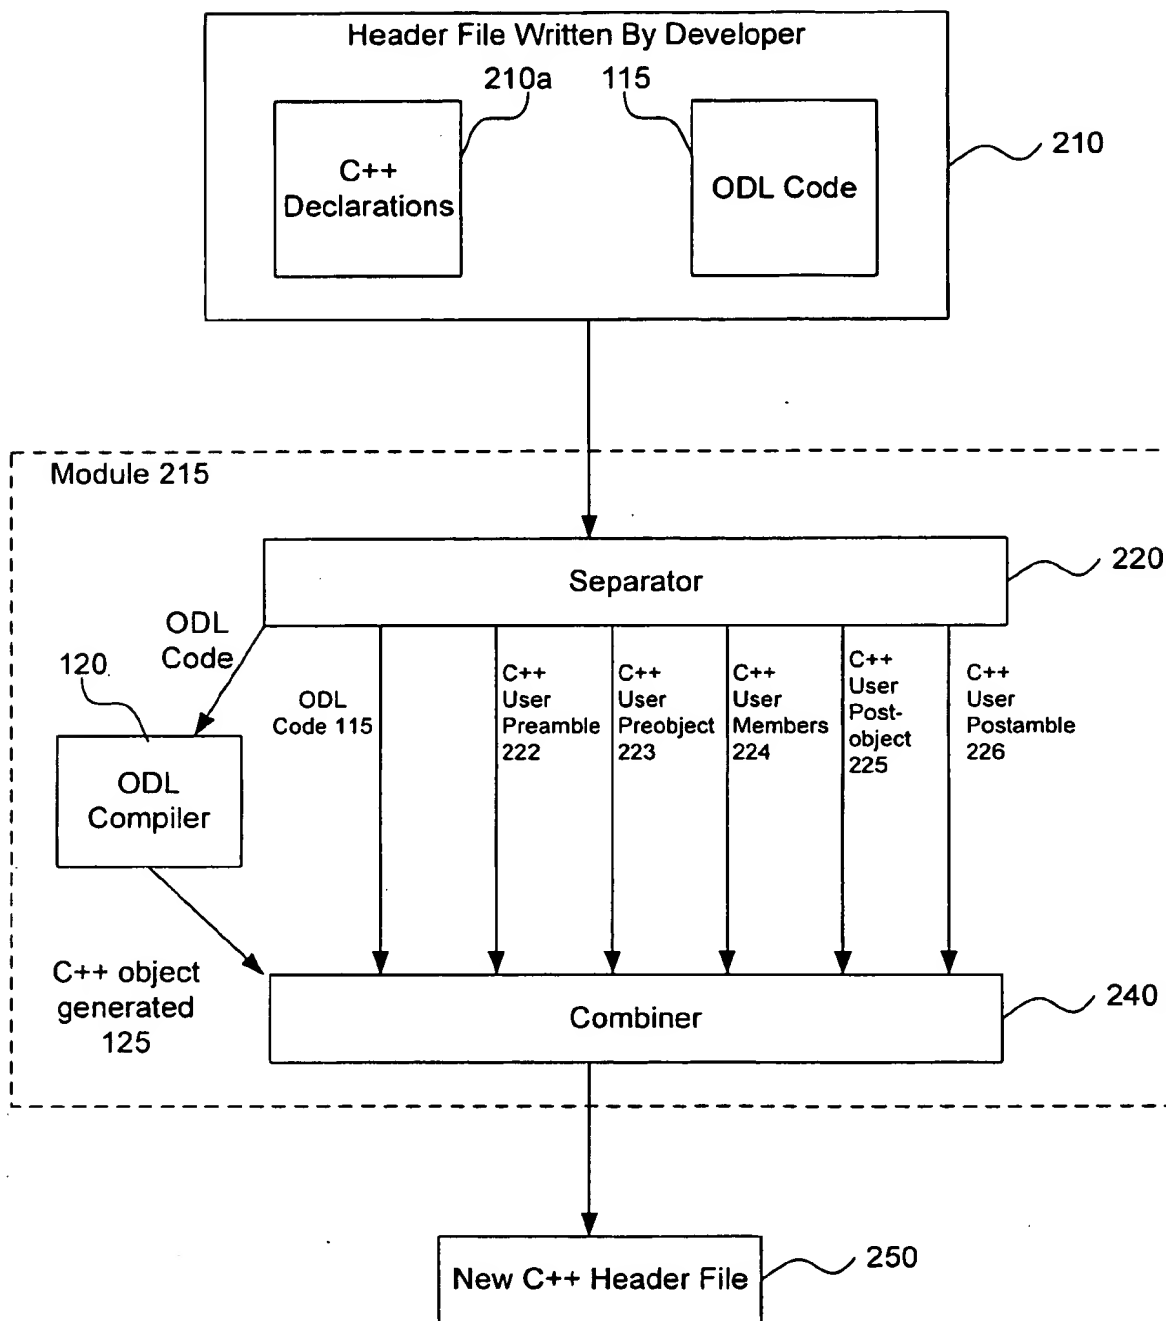 Header File Written By Developer
210a
115
C++
Declarations
ODL Code
210
Module 215
Separator
220
ODL
Code
120
ODL
Compiler
ODL
Code 115
C++
User
Preamble
222
C++
User
Preobject
223
C++
User
Members
224
C++
User
Post-
object
225
C++
User
Postamble
226
C++ object
generated
125
Combiner
240
New C++ Header File
250